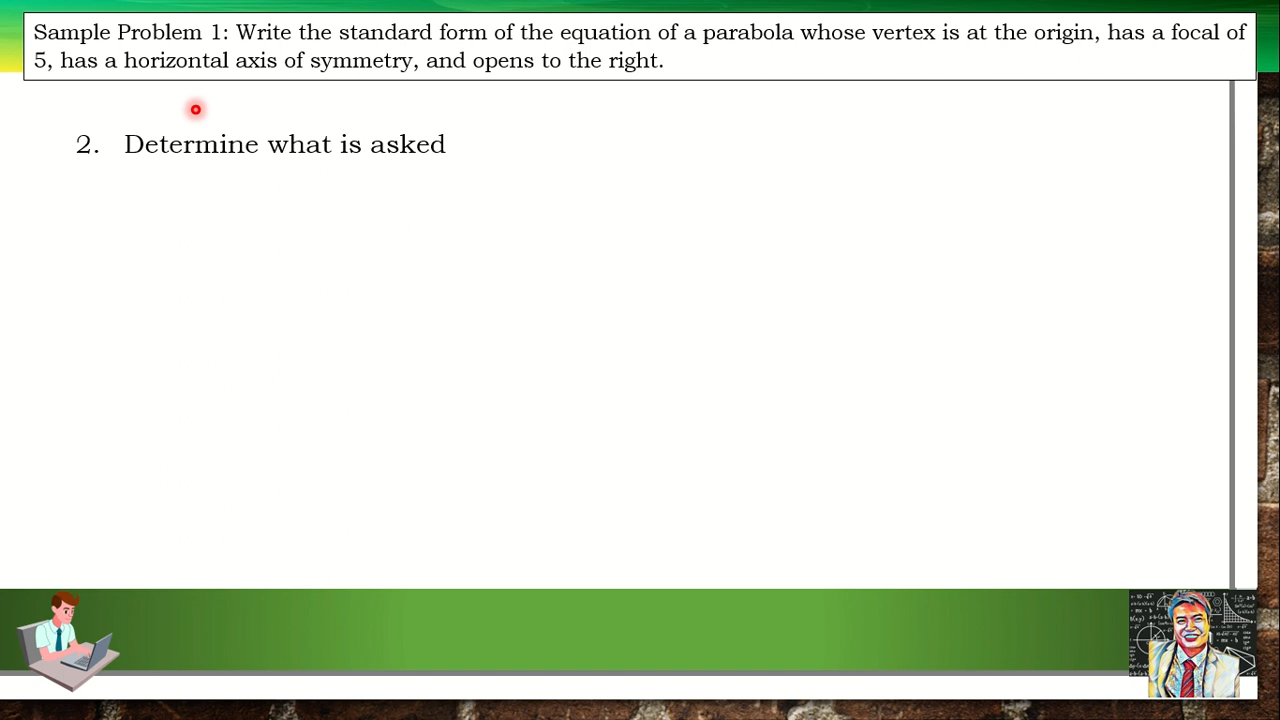 Sample Problem 1: Write the standard form of the equation of a parabola whose vertex is at the origin, has a focal of
5, has a horizontal axis of symmetry, and opens to the right.
2. Determine what is asked